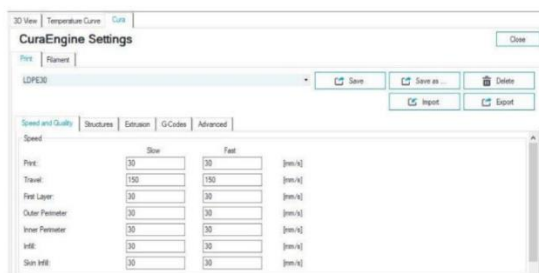 3D View Temperature Curve Cura
CuraEngine Settings Close
Print Filament
LDPE30 Save Save as ... Delete
Import Export
Speed and Quality Structures Extrusion G-Codes Advanced
Speed
Slow Fast
Print: 30 30 [mm/s]
Travel: 150 150 [mm/s]
First Layer: 30 30 [mm/s]
Outer Perimeter 30 30 [mm/s]
Inner Perimeter 30 30 [mm/s]
Infill: 30 30 [mm/s]
Skin Infill: 30 30 [mm/s]